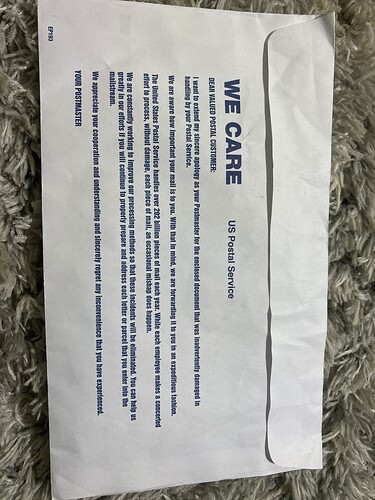 WE CARE US Postal Service
DEAR VALUED POSTAL CUSTOMER:
I want to extend my sincere apology as your Postmaster for the enclosed document that was inadvertently damaged in
handling by your Postal Service.
We are aware how important your mail is to you. With that in mind, we are forwarding it to you in an expeditious fashion.
The United States Postal Service handles over 202 billion pieces of mail each year. While each employee makes a concerted
effort to process, without damage, each piece of mail, an occasional mishap does happen.
We are constantly working to improve our processing methods so that these incidents will be eliminated. You can help us
greatly in our efforts if you will continue to properly prepare and address each letter or parcel that you enter into the
mailstream.
We appreciate your cooperation and understanding and sincerely regret any inconvenience that you have experienced.
YOUR POSTMASTER
EP193